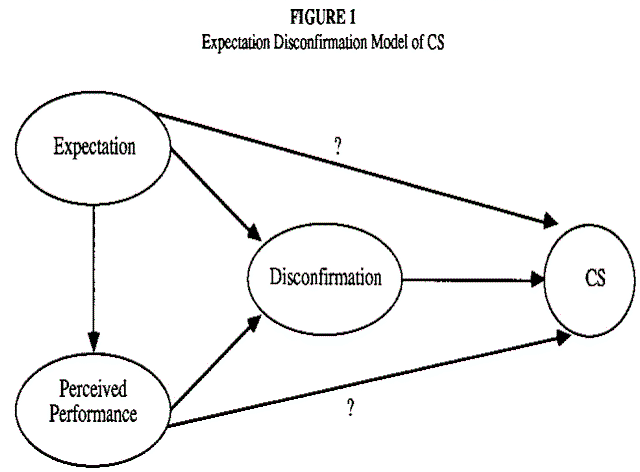 FIGURE 1
Expectation Disconfirmation Model of CS
Expectation
?
Disconfirmation
CS
Perceived
Performance
?